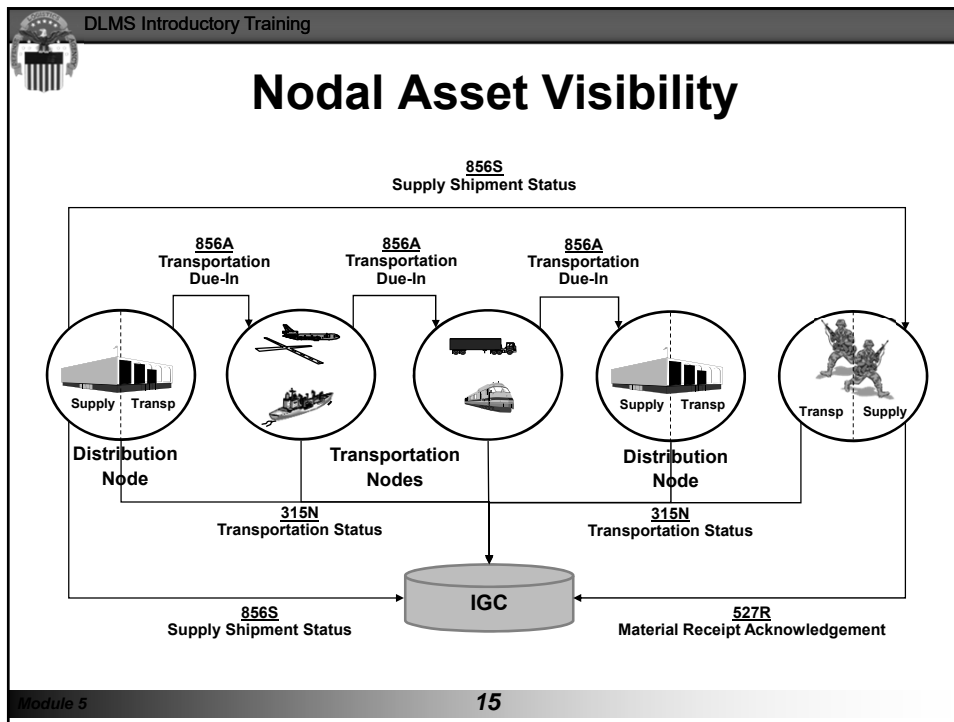 DLMS Introductory Training
Nodal Asset Visibility
856S
Supply Shipment Status
856A
Transportation
Due-In
856A
Transportation
Due-In
856A
Transportation
Due-In
Supply Transp
Supply Transp
Transp Supply
Distribution
Node
Transportation
Nodes
Distribution
Node
315N
Transportation Status
315N
Transportation Status
IGC
856S
Supply Shipment Status
527R
Material Receipt Acknowledgement
Module 5
15